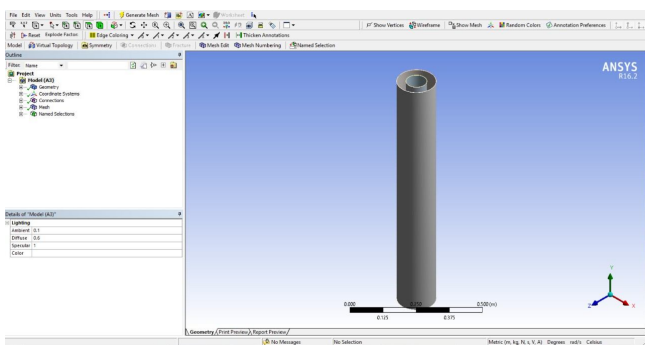 File Edit View Units Tools Help Generate Mesh Worksheet
Show Vertices Wireframe Show Mesh Random Colors Annotation Preferences
Reset Explode Factor: Edge Coloring Thicken Annotations
Model Virtual Topology Symmetry Connections Fracture Mesh Edit Mesh Numbering Named Selection
Outline
Filter: Name
Project
Model (A3)
Geometry
Coordinate Systems
Connections
Mesh
Named Selections
ANSYS
R16.2
Details of "Model (A3)"
Lighting
Ambient 0.1
Diffuse 0.6
Specular 1
Color
0.000 0.250 0.500 (m)
0.125 0.375
Y
Z X
Geometry Print Preview Report Preview
No Messages No Selection Metric (m, kg, N, s, V, A) Degrees rad/s Celsius